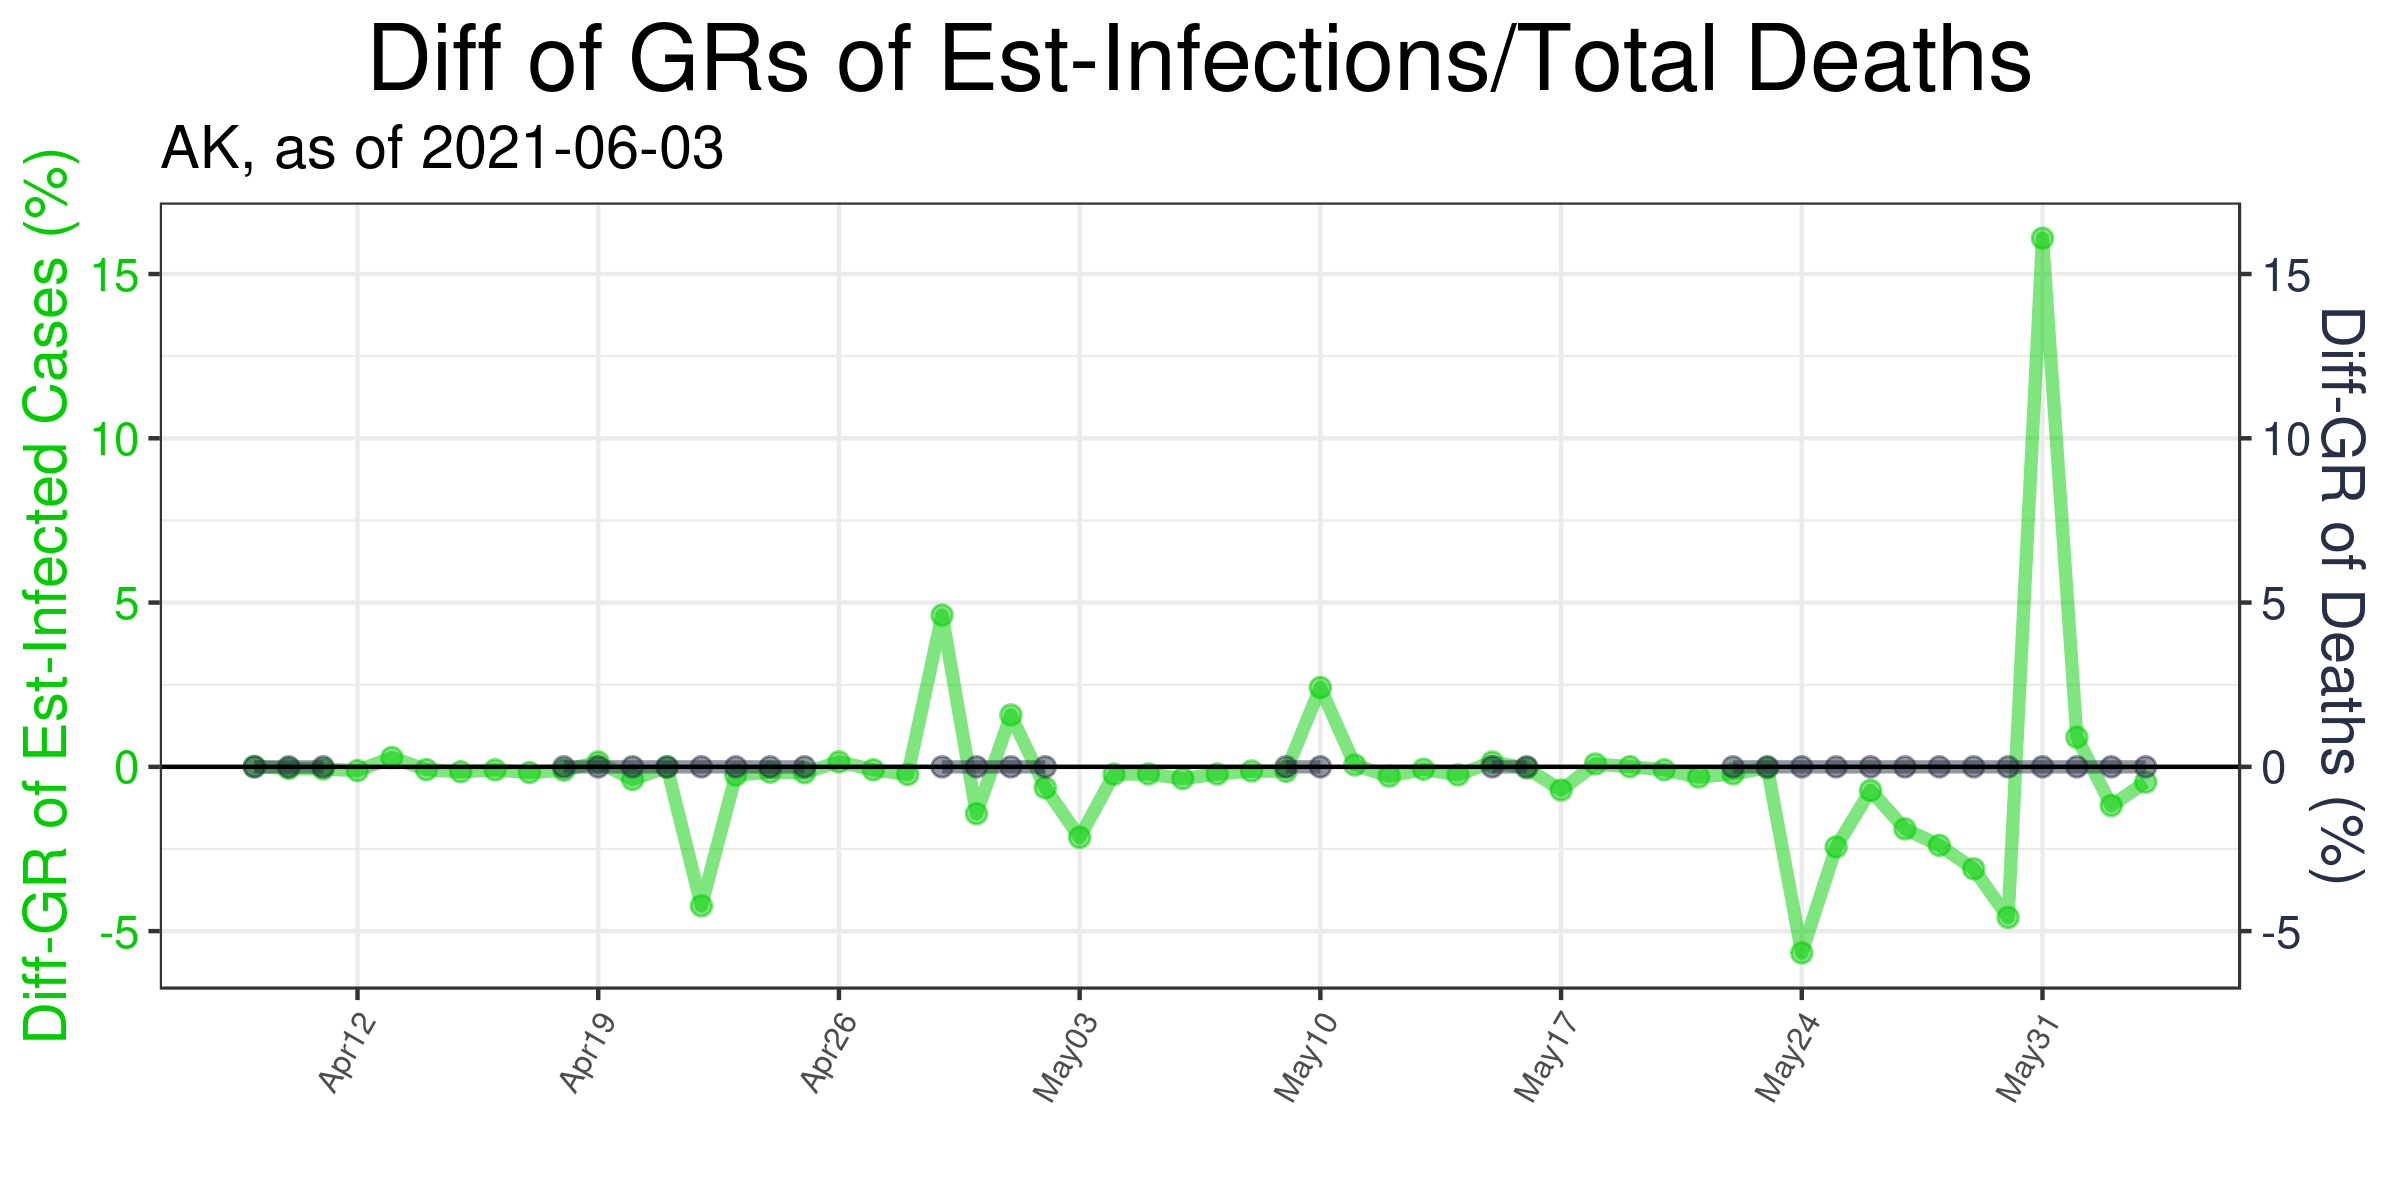 Diff of GRs of Est-Infections/Total Deaths
AK, as of 2021-06-03
Diff-GR of Est-Infected Cases (%)
15
10
5
0
-5
15
10
5
0
-5
Diff-GR of Deaths (%)
Apr12
Apr19
Apr26
May03
May10
May17
May24
May31